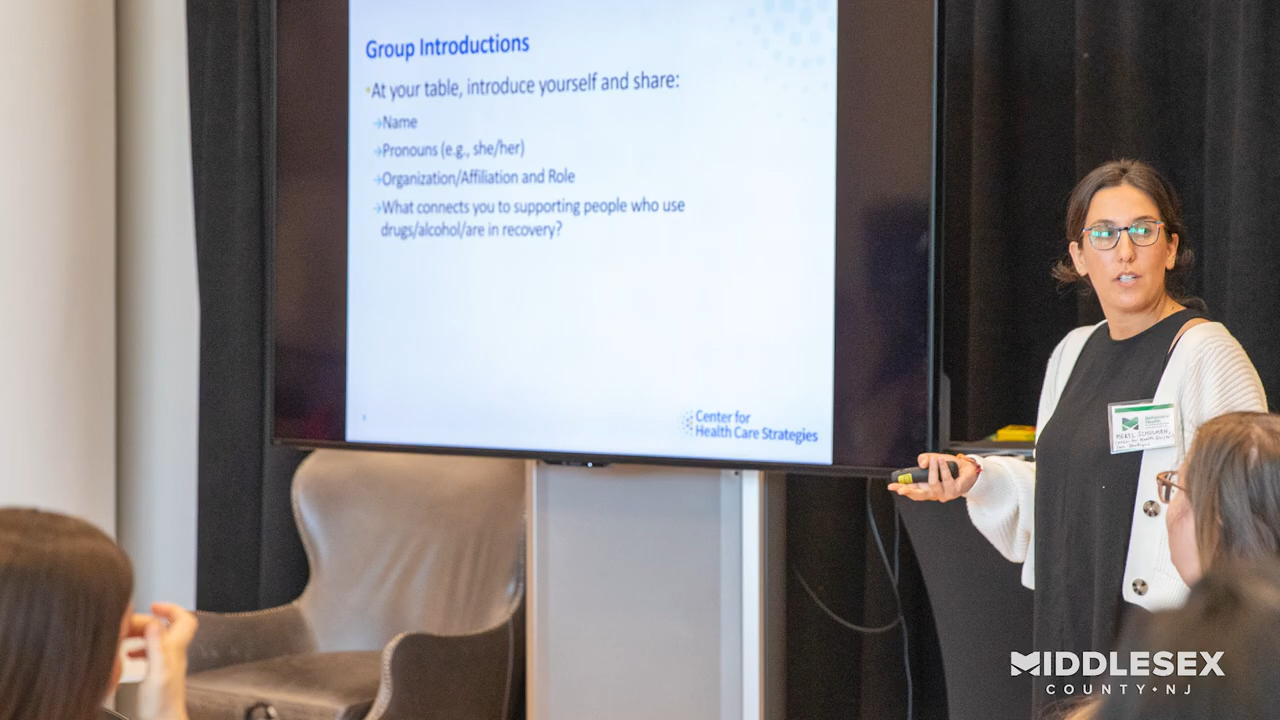 Group Introductions
At your table, introduce yourself and share:
Name
Pronouns (e.g., she/her)
Organization/Affiliation and Role
What connects you to supporting people who use
drugs/alcohol/are in recovery?
Center for
Health Care Strategies
MIDDLESEX
COUNTY•NJ